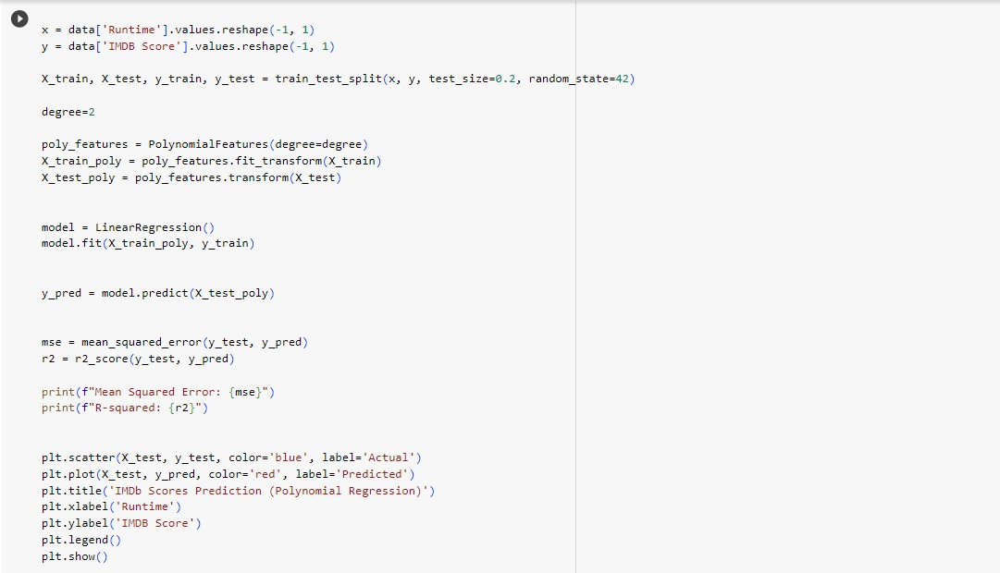 x = data['Runtime'].values.reshape(-1, 1)
y = data['IMDB Score'].values.reshape(-1, 1)
X_train, X_test, y_train, y_test = train_test_split(x, y, test_size=0.2, random_state=42)
degree=2
poly_features = PolynomialFeatures(degree=degree)
X_train_poly = poly_features.fit_transform(X_train)
X_test_poly = poly_features.transform(X_test)
model = LinearRegression()
model.fit(X_train_poly, y_train)
y_pred = model.predict(X_test_poly)
mse = mean_squared_error(y_test, y_pred)
r2 = r2_score(y_test, y_pred)
print(f"Mean Squared Error: {mse}")
print(f"R-squared: {r2}")
plt.scatter(X_test, y_test, color='blue', label='Actual')
plt.plot(X_test, y_pred, color='red', label='Predicted')
plt.title('IMDb Scores Prediction (Polynomial Regression)')
plt.xlabel('Runtime')
plt.ylabel('IMDB Score')
plt.legend()
plt.show()